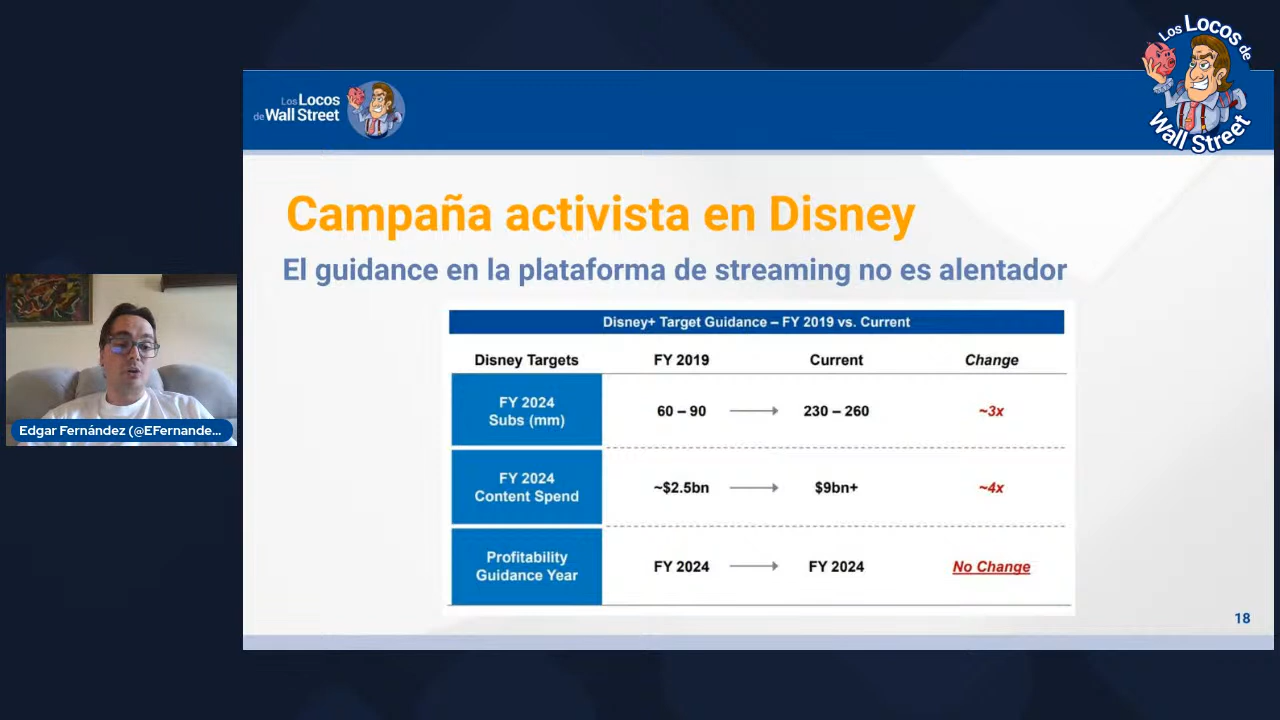 Los Locos de
Wall Street
Los Locos
de Wall Street
Campaña activista en Disney
El guidance en la plataforma de streaming no es alentador
Disney+ Target Guidance – FY 2019 vs. Current
Disney Targets FY 2019 Current Change
FY 2024
Subs (mm)
60 – 90 230 – 260 ~3x
FY 2024
Content Spend
~$2.5bn $9bn+ ~4x
Profitability
Guidance Year
FY 2024 FY 2024 No Change
Edgar Fernández (@EFernande...
18